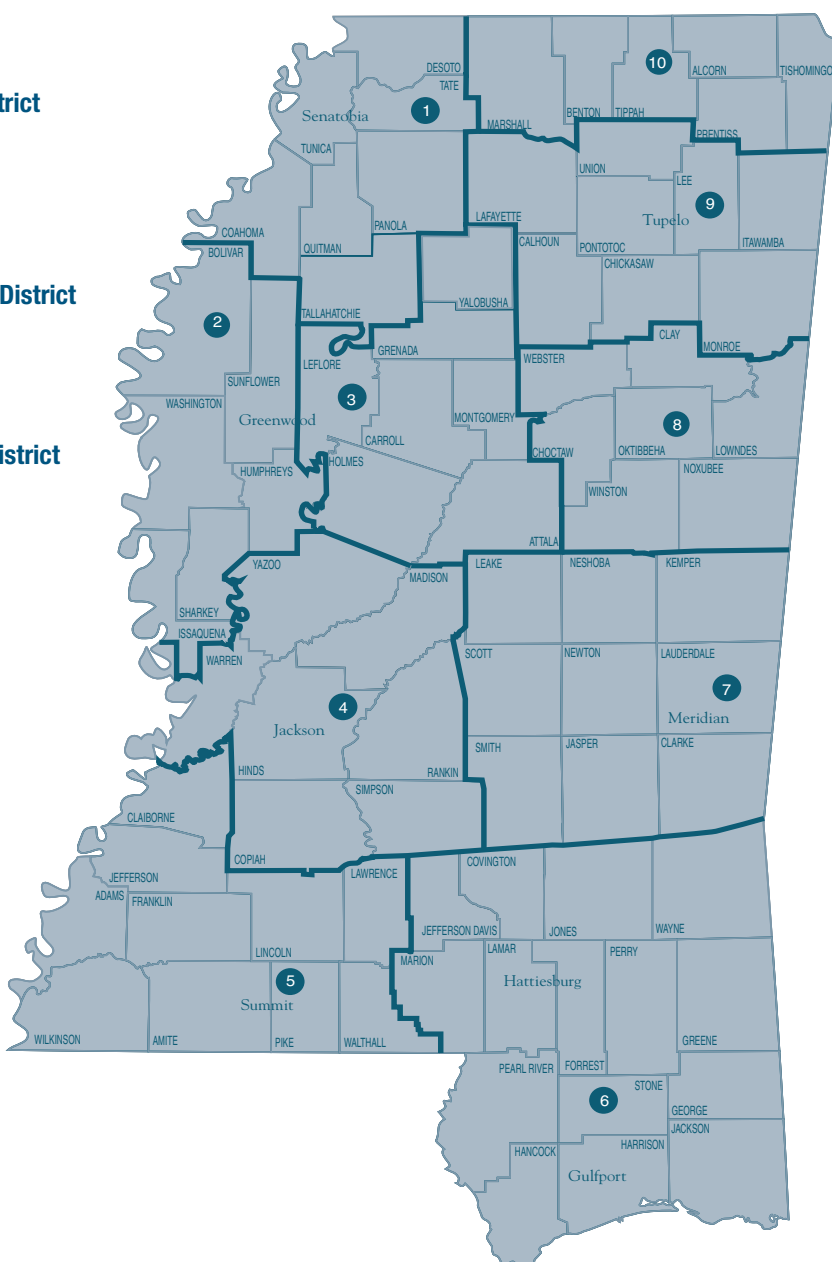 trict
District
istrict
DESOTO
TATE
1
Senatobia
TUNICA
MARSHALL
BENTON
TIPPAH
10
ALCORN
TISHOMINGO
PRENTISS
UNION
LEE
9
Tupelo
LAFAYETTE
PANOLA
QUITMAN
COAHOMA
BOLIVAR
CALHOUN
PONTOTOC
ITAWAMBA
CHICKASAW
2
TALLAHATCHIE
YALOBUSHA
GRENADA
LEFLORE
CLAY
MONROE
WEBSTER
SUNFLOWER
WASHINGTON
Greenwood
3
CARROLL
MONTGOMERY
8
OKTIBBEHA
LOWNDES
HUMPHREYS
HOLMES
CHOCTAW
NOXUBEE
WINSTON
ATTALA
YAZOO
MADISON
LEAKE
NESHOBA
KEMPER
SHARKEY
ISSAQUENA
WARREN
SCOTT
NEWTON
LAUDERDALE
7
Meridian
4
Jackson
HINDS
RANKIN
SIMPSON
SMITH
JASPER
CLARKE
CLAIBORNE
COPIAH
LAWRENCE
COVINGTON
JEFFERSON
ADAMS
FRANKLIN
LINCOLN
JEFFERSON DAVIS
JONES
WAYNE
MARION
LAMAR
PERRY
Hattiesburg
5
Summit
WILKINSON
AMITE
PIKE
WALTHALL
GREENE
PEARL RIVER
FORREST
STONE
6
GEORGE
JACKSON
HANCOCK
HARRISON
Gulfport